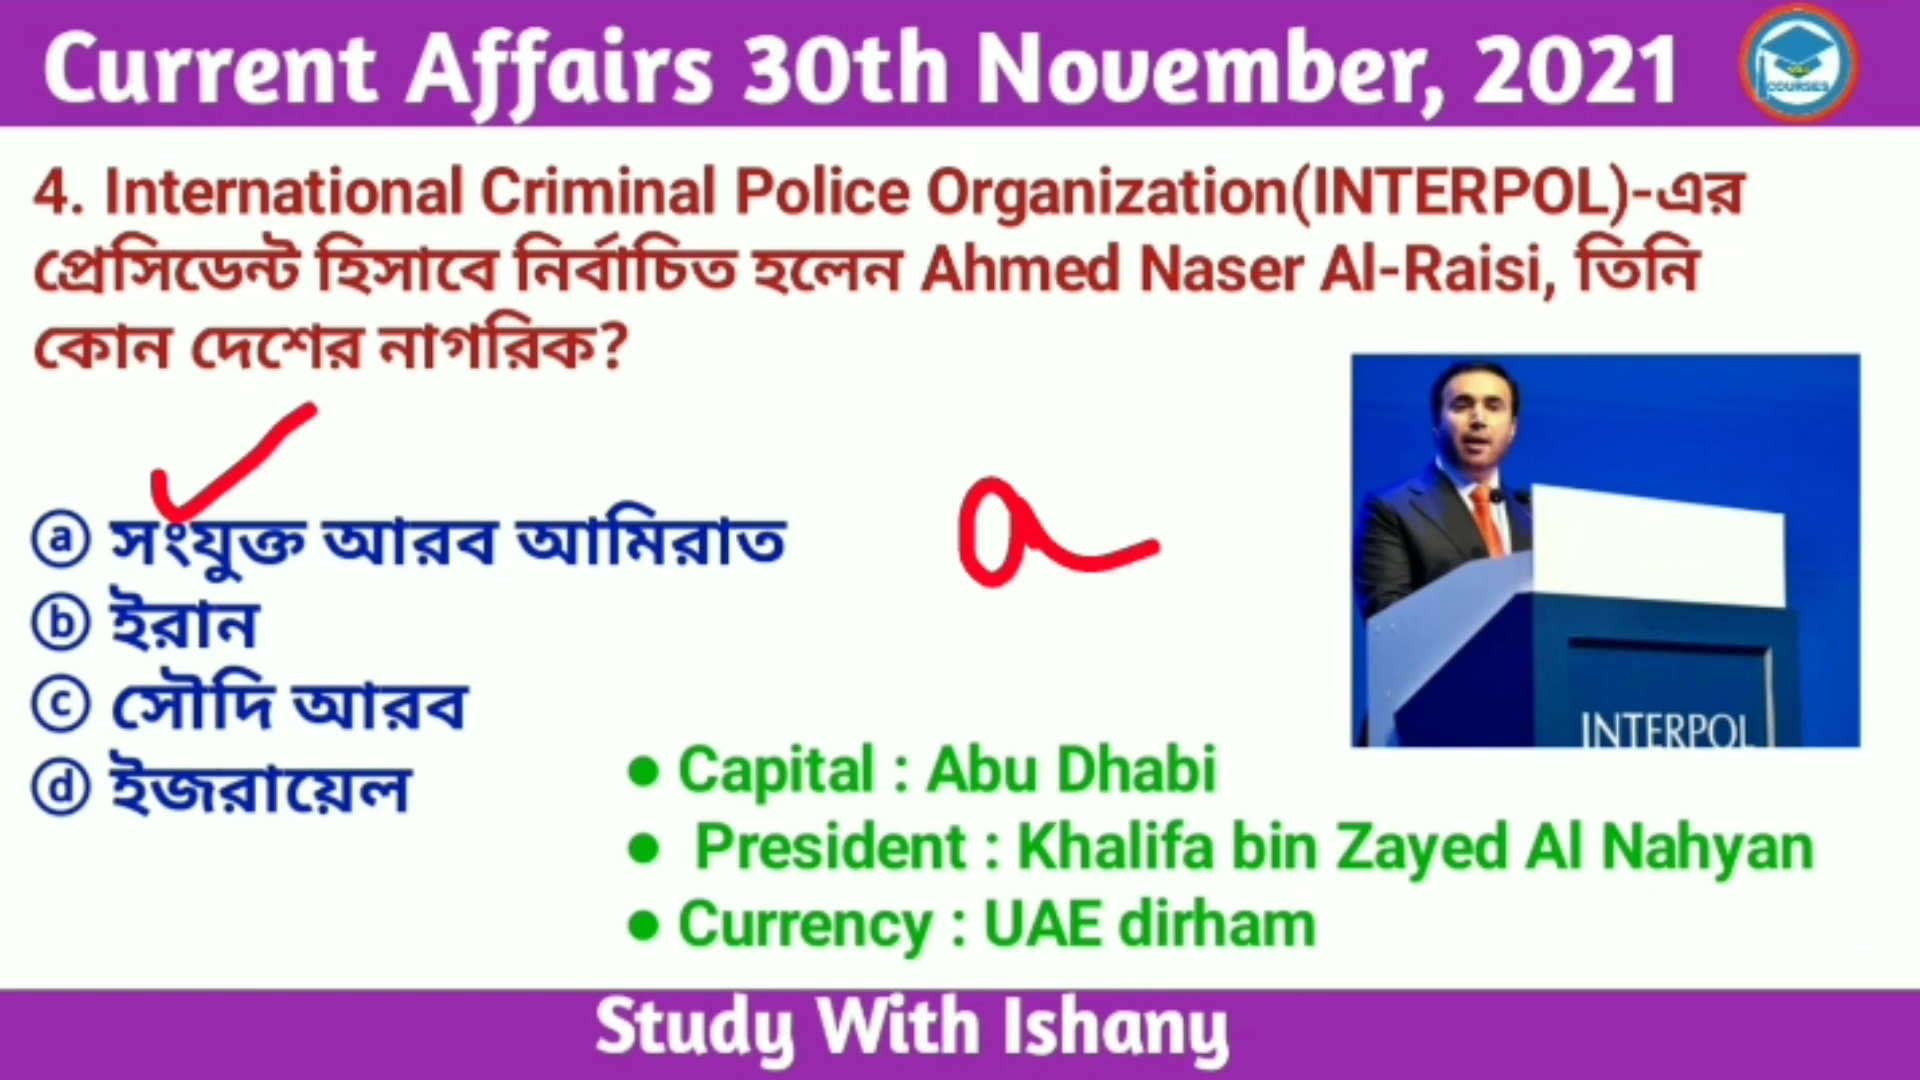 Current Affairs 30th November, 2021
COURSES
4. International Criminal Police Organization(INTERPOL)-এর
প্রেসিডেন্ট হিসাবে নির্বাচিত হলেন Ahmed Naser Al-Raisi, তিনি
কোন দেশের নাগরিক?
ⓐ সংযুক্ত আরব আমিরাত
a
ⓑ ইরান
ⓒ সৌদি আরব
ⓓ ইজরায়েল
INTERPOL
● Capital : Abu Dhabi
● President : Khalifa bin Zayed Al Nahyan
● Currency : UAE dirham
Study With Ishany